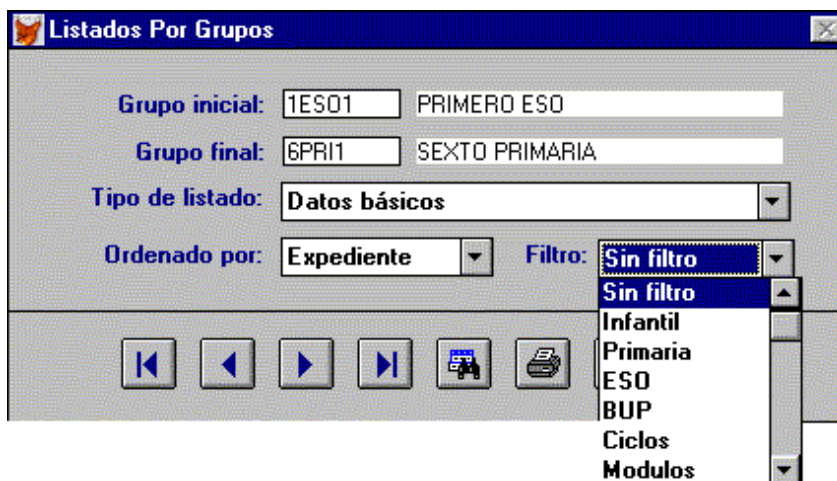 Listados Por Grupos
Grupo inicial: 1ESO1 PRIMERO ESO
Grupo final: 6PRI1 SEXTO PRIMARIA
Tipo de listado: Datos básicos
Ordenado por: Expediente Filtro: Sin filtro
Sin filtro
Infantil
Primaria
ESO
BUP
Ciclos
Modulos